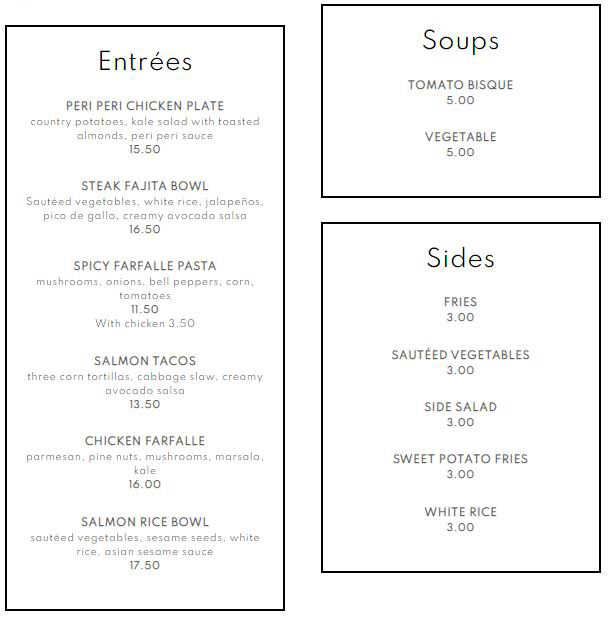 Entrées
PERI PERI CHICKEN PLATE
country potatoes, kale salad with toasted
almonds, peri peri sauce
15.50
STEAK FAJITA BOWL
Sautéed vegetables, white rice, jalapeños,
pico de gallo, creamy avocado salsa
16.50
SPICY FARFALLE PASTA
mushrooms, onions, bell peppers, corn,
tomatoes
11.50
With chicken 3.50
SALMON TACOS
three corn tortillas, cabbage slaw, creamy
avocado salsa
13.50
CHICKEN FARFALLE
parmesan, pine nuts, mushrooms, marsala,
kale
16.00
SALMON RICE BOWL
sautéed vegetables, sesame seeds, white
rice, asian sesame sauce
17.50
Soups
TOMATO BISQUE
5.00
VEGETABLE
5.00
Sides
FRIES
3.00
SAUTÉED VEGETABLES
3.00
SIDE SALAD
3.00
SWEET POTATO FRIES
3.00
WHITE RICE
3.00